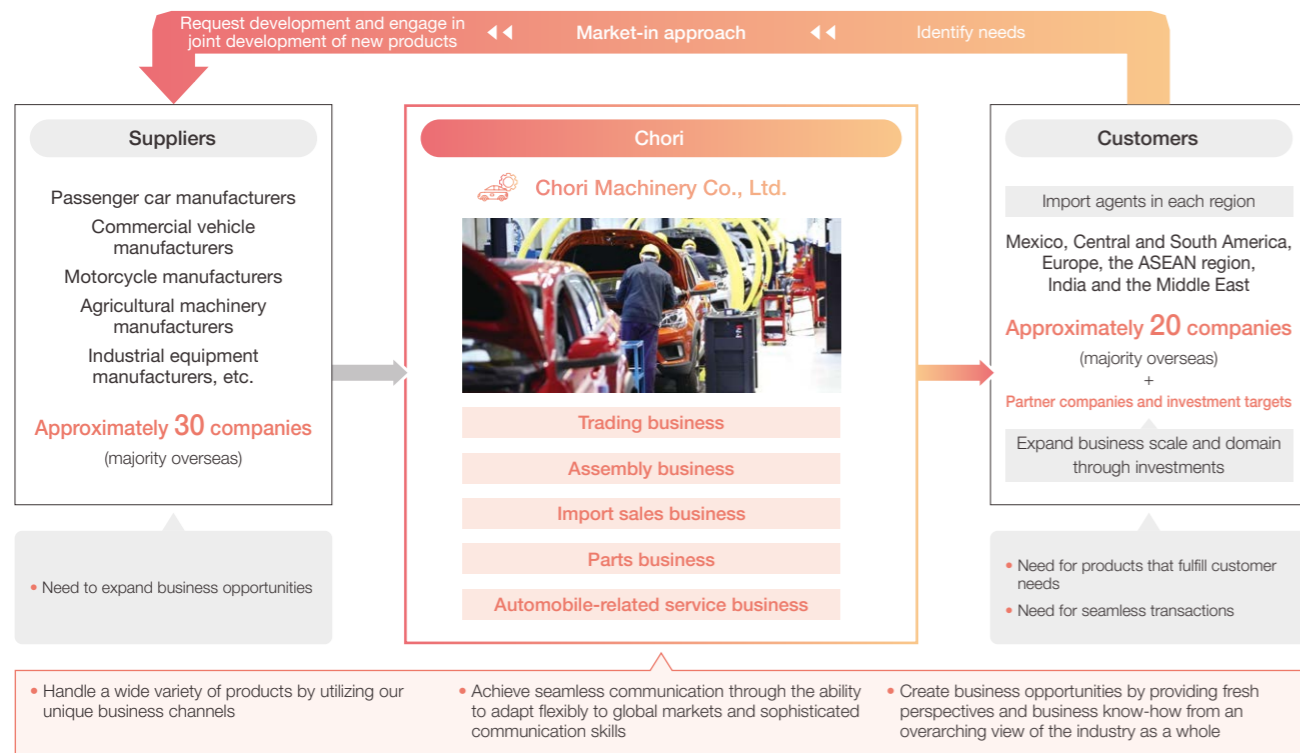 Request development and engage in
joint development of new products
Market-in approach
Identify needs
Suppliers
Passenger car manufacturers
Commercial vehicle
manufacturers
Motorcycle manufacturers
Agricultural machinery
manufacturers
Industrial equipment
manufacturers, etc.
Approximately 30 companies
(majority overseas)
• Need to expand business opportunities
Chori
Chori Machinery Co., Ltd.
Trading business
Assembly business
Import sales business
Parts business
Automobile-related service business
Customers
Import agents in each region
Mexico, Central and South America,
Europe, the ASEAN region,
India and the Middle East
Approximately 20 companies
(majority overseas)
+
Partner companies and investment targets
Expand business scale and domain
through investments
• Need for products that fulfill customer
needs
• Need for seamless transactions
• Handle a wide variety of products by utilizing our
unique business channels
• Achieve seamless communication through the ability
to adapt flexibly to global markets and sophisticated
communication skills
• Create business opportunities by providing fresh
perspectives and business know-how from an
overarching view of the industry as a whole